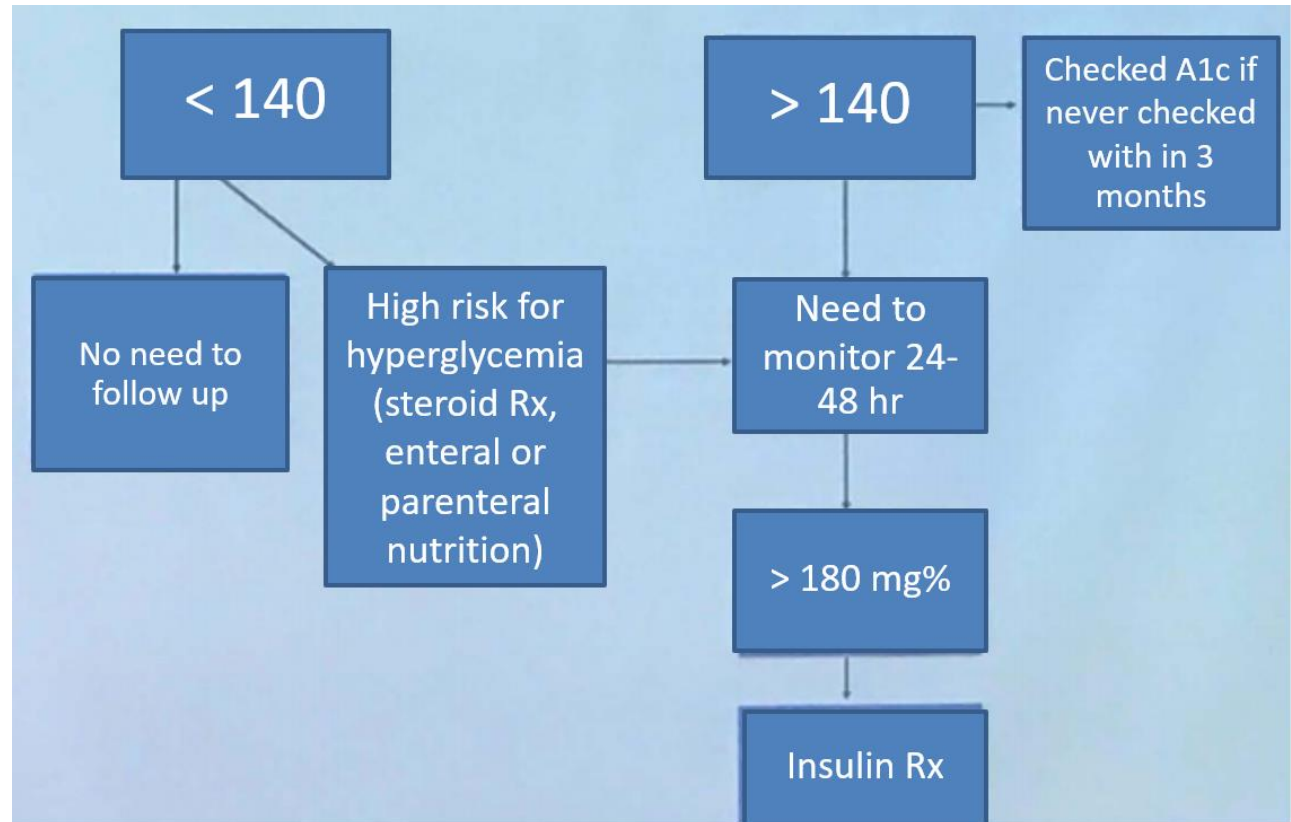 < 140
> 140
Checked A1c if
never checked
with in 3
months
No need to
follow up
High risk for
hyperglycemia
(steroid Rx,
enteral or
parenteral
nutrition)
Need to
monitor 24-
48 hr
> 180 mg%
Insulin Rx